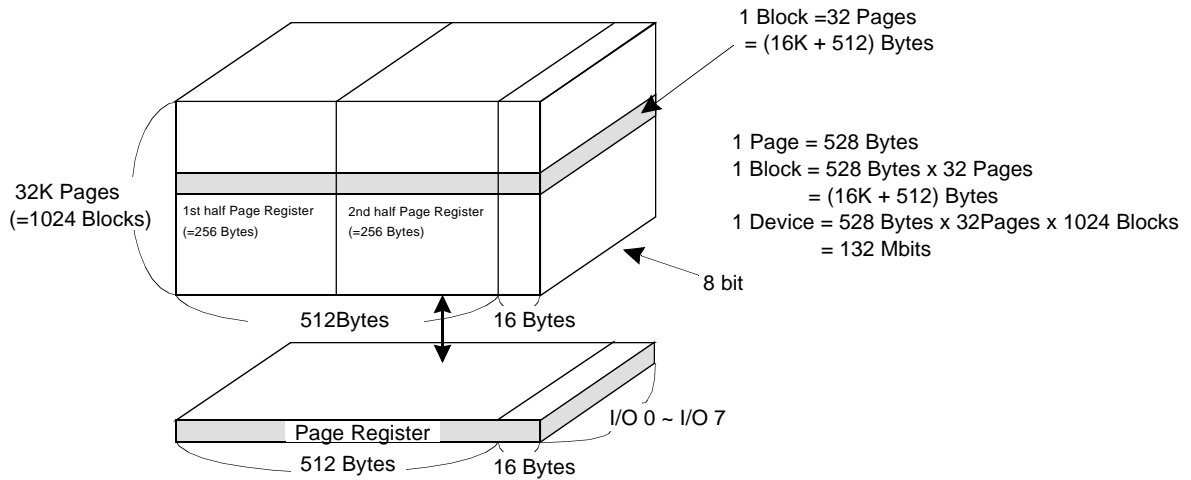 1 Block =32 Pages
= (16K + 512) Bytes
1 Page = 528 Bytes
1 Block = 528 Bytes x 32 Pages
= (16K + 512) Bytes
1 Device = 528 Bytes x 32Pages x 1024 Blocks
= 132 Mbits
32K Pages
(=1024 Blocks)
1st half Page Register
(=256 Bytes)
2nd half Page Register
(=256 Bytes)
8 bit
512Bytes
16 Bytes
I/O 0 ~ I/O 7
Page Register
512 Bytes
16 Bytes